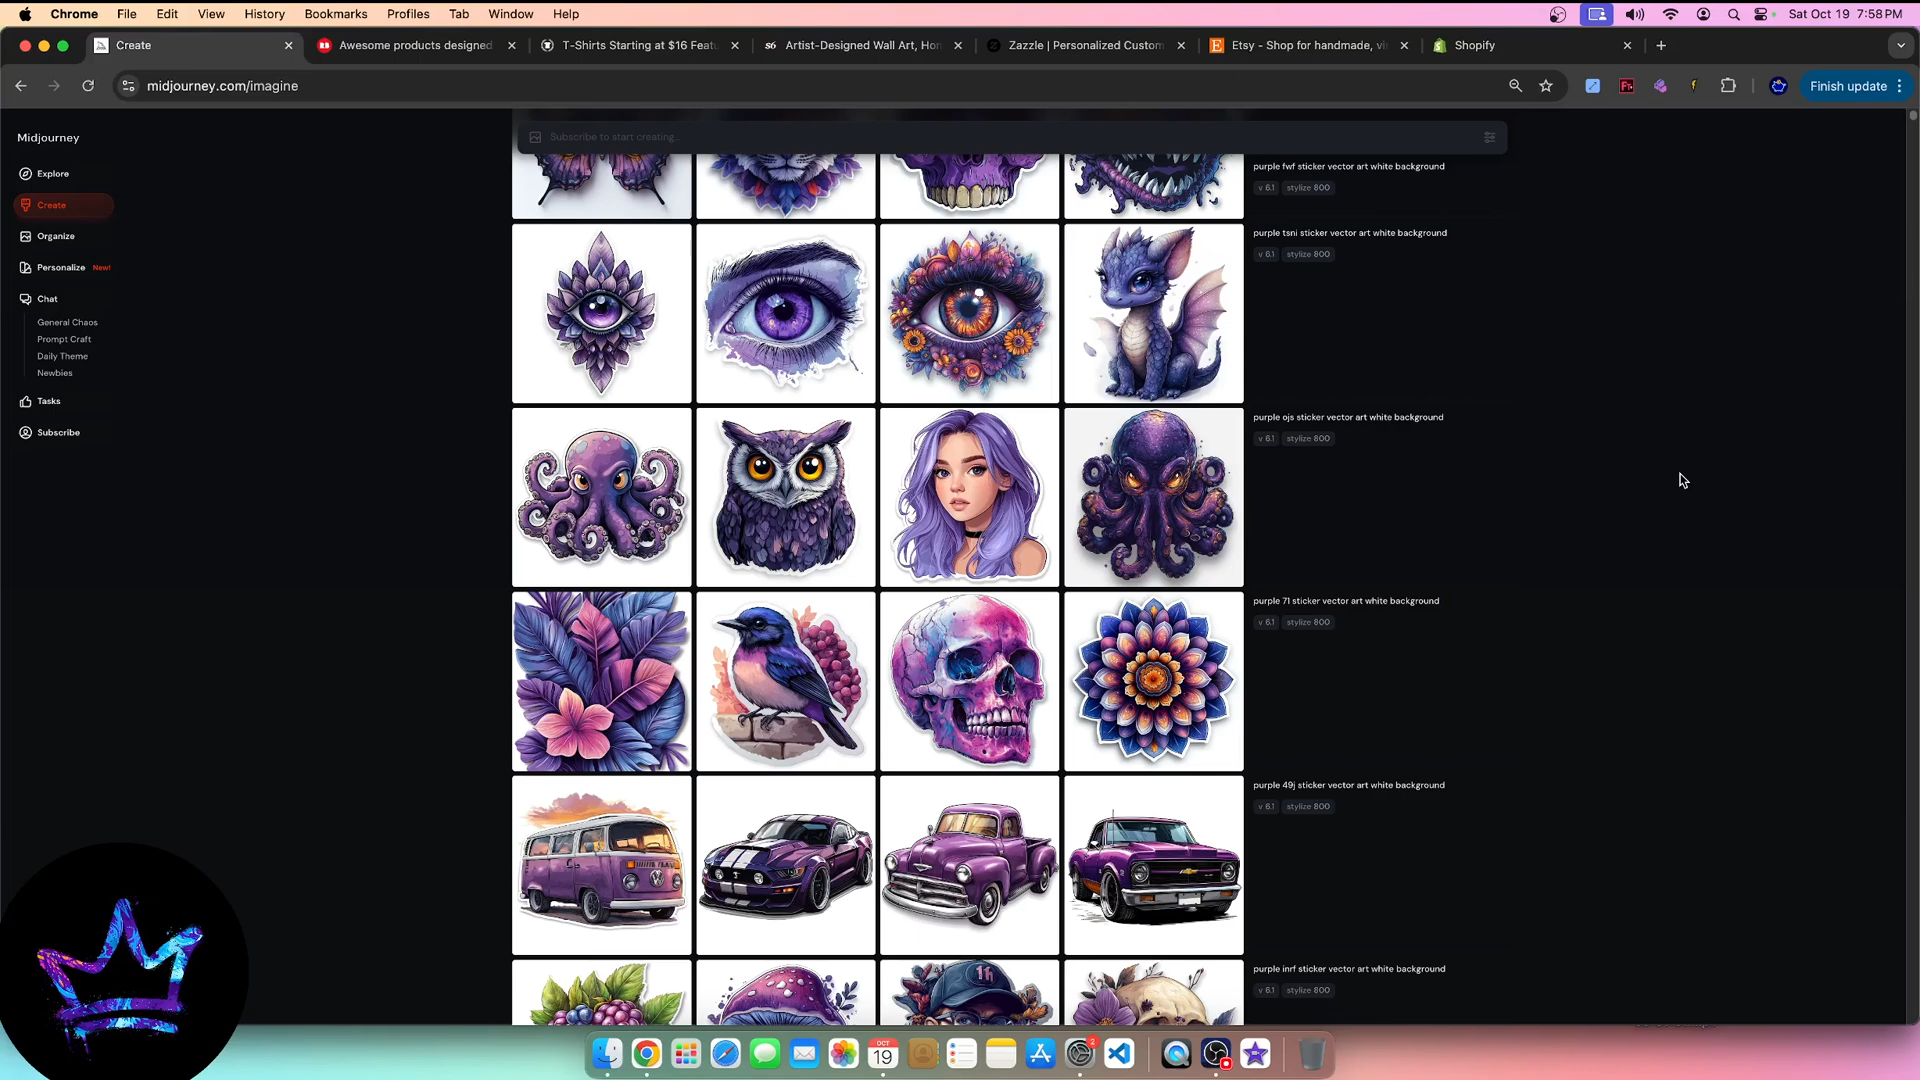 Chrome File Edit View History Bookmarks Profiles Tab Window Help Sat Oct 19 7:58 PM
Create Awesome products designed T-Shirts Starting at $16 Featu S6 Artist-Designed Wall Art, Hon Zazzle | Personalized Custom Etsy - Shop for handmade, vi Shopify
midjourney.com/imagine Finish update
Midjourney
Subscribe to start creating...
Explore
Create
Organize
Personalize New!
Chat
General Chaos
Prompt Craft
Daily Theme
Newbies
Tasks
Subscribe
purple fwf sticker vector art white background
v 6.1 stylize 800
purple tsni sticker vector art white background
v 6.1 stylize 800
purple ojs sticker vector art white background
v 6.1 stylize 800
purple 71 sticker vector art white background
v 6.1 stylize 800
purple 49j sticker vector art white background
v 6.1 stylize 800
purple inrf sticker vector art white background
v 6.1 stylize 800
OCT
19
2